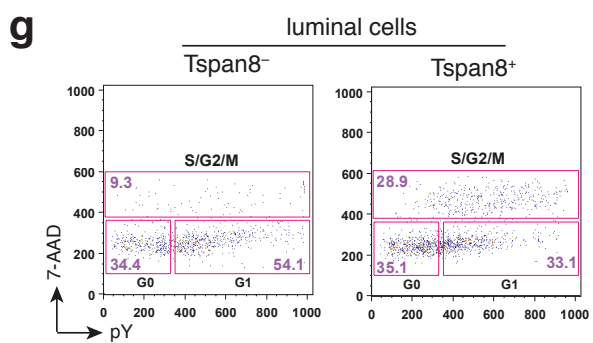 g
luminal cells
Tspan8⁻
Tspan8⁺
1000
800
600
400
200
0
S/G2/M
9.3
34.4
54.1
G0
G1
0 200 400 600 800 1000
7-AAD
pY
1000
800
600
400
200
0
S/G2/M
28.9
35.1
33.1
G0
G1
0 200 400 600 800 1000